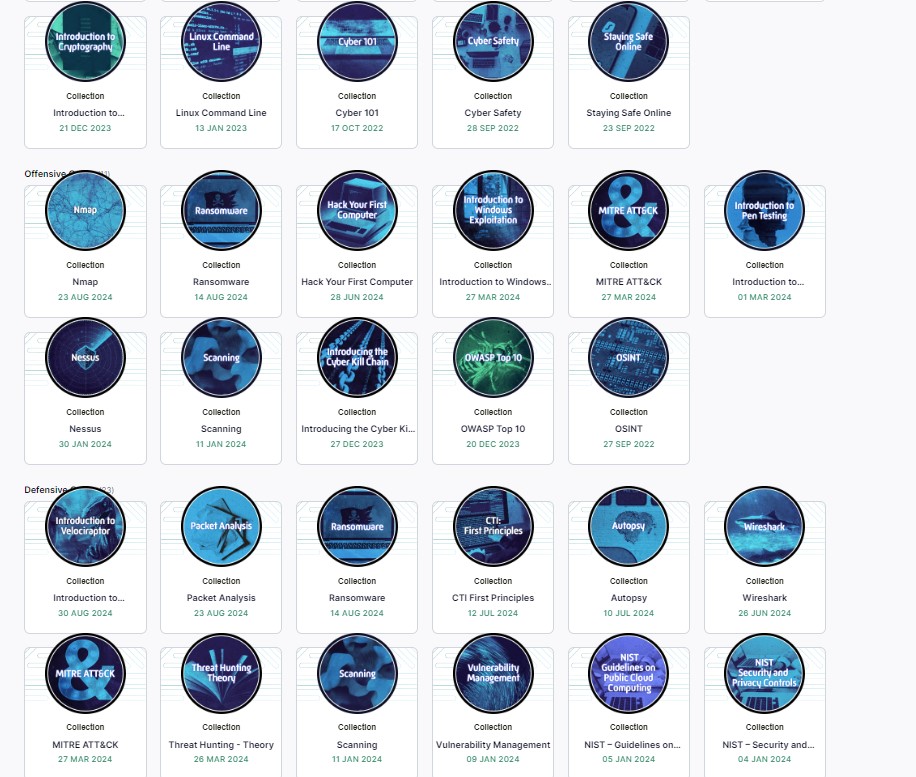 Introduction to
Cryptography
Linux Command
Line
Cyber 101
Cyber Safety
Staying Safe
Online
Collection
Collection
Collection
Collection
Collection
Introduction to...
Linux Command Line
Cyber 101
Cyber Safety
Staying Safe Online
21 DEC 2023
13 JAN 2023
17 OCT 2022
28 SEP 2022
23 SEP 2022
Offensive
Nmap
Ransomware
Hack Your First
Computer
Introduction to
Windows
Exploitation
MITRE ATT&CK
Introduction to
Pen Testing
Collection
Collection
Collection
Collection
Collection
Collection
Nmap
Ransomware
Hack Your First Computer
Introduction to Windows..
MITRE ATT&CK
Introduction to...
23 AUG 2024
14 AUG 2024
28 JUN 2024
27 MAR 2024
27 MAR 2024
01 MAR 2024
Nessus
Scanning
Introducing the
Cyber Kill Chain
OWASP Top 10
OSINT
Collection
Collection
Collection
Collection
Collection
Nessus
Scanning
Introducing the Cyber Ki...
OWASP Top 10
OSINT
30 JAN 2024
11 JAN 2024
27 DEC 2023
20 DEC 2023
27 SEP 2022
Defensive
Introduction to
Velociraptor
Packet Analysis
Ransomware
CTI:
First Principles
Autopsy
Wireshark
Collection
Collection
Collection
Collection
Collection
Collection
Introduction to...
Packet Analysis
Ransomware
CTI First Principles
Autopsy
Wireshark
30 AUG 2024
23 AUG 2024
14 AUG 2024
12 JUL 2024
10 JUL 2024
26 JUN 2024
MITRE ATT&CK
Threat Hunting
Theory
Scanning
Vulnerability
Management
NIST
Guidelines on
Public Cloud
Computing
NIST
Security and
Privacy Controls
Collection
Collection
Collection
Collection
Collection
Collection
MITRE ATT&CK
Threat Hunting - Theory
Scanning
Vulnerability Management
NIST – Guidelines on...
NIST – Security and...
27 MAR 2024
26 MAR 2024
11 JAN 2024
09 JAN 2024
05 JAN 2024
04 JAN 2024